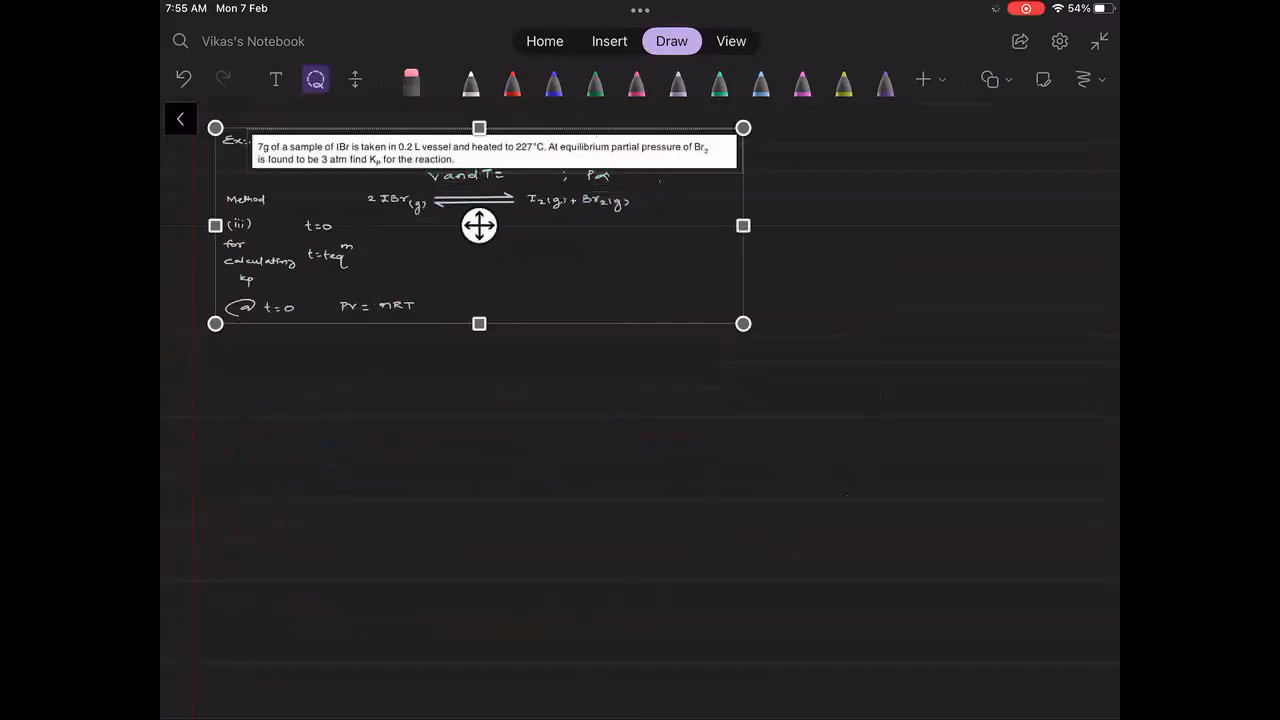 7:55 AM Mon 7 Feb
54%
Vikas's Notebook
Home Insert Draw View
T
Ex:
7g of a sample of IBr is taken in 0.2 L vessel and heated to 227°C. At equilibrium partial pressure of Br₂
is found to be 3 atm find Kₚ for the reaction.
V and T = ; P∝
Method 2 IBr(g) ⇌ I₂(g) + Br₂(g)
(iii) t=0
for
calculating t=teqᵐ
Kp
@ t=0 PV = nRT